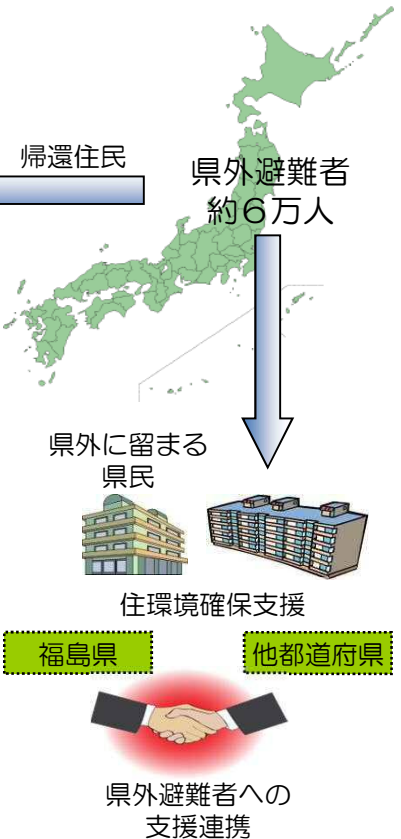 帰還住民
県外避難者
約６万人
県外に留まる
県民
住環境確保支援
福島県
他都道府県
県外避難者への
支援連携